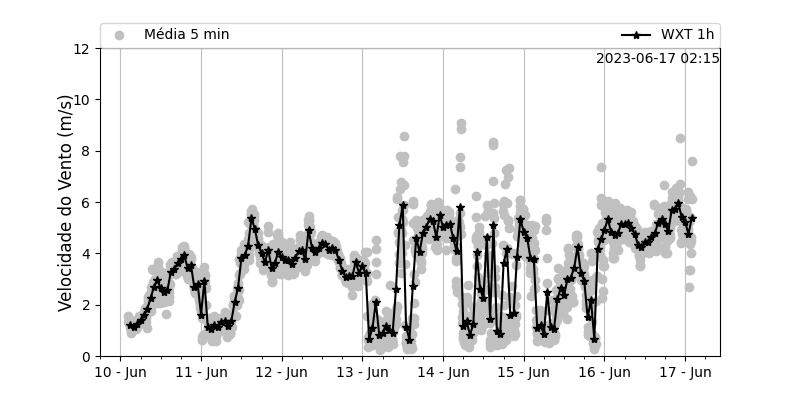 Média 5 min
WXT 1h
2023-06-17 02:15
Velocidade do Vento (m/s)
12
10
8
6
4
2
0
10 - Jun
11 - Jun
12 - Jun
13 - Jun
14 - Jun
15 - Jun
16 - Jun
17 - Jun